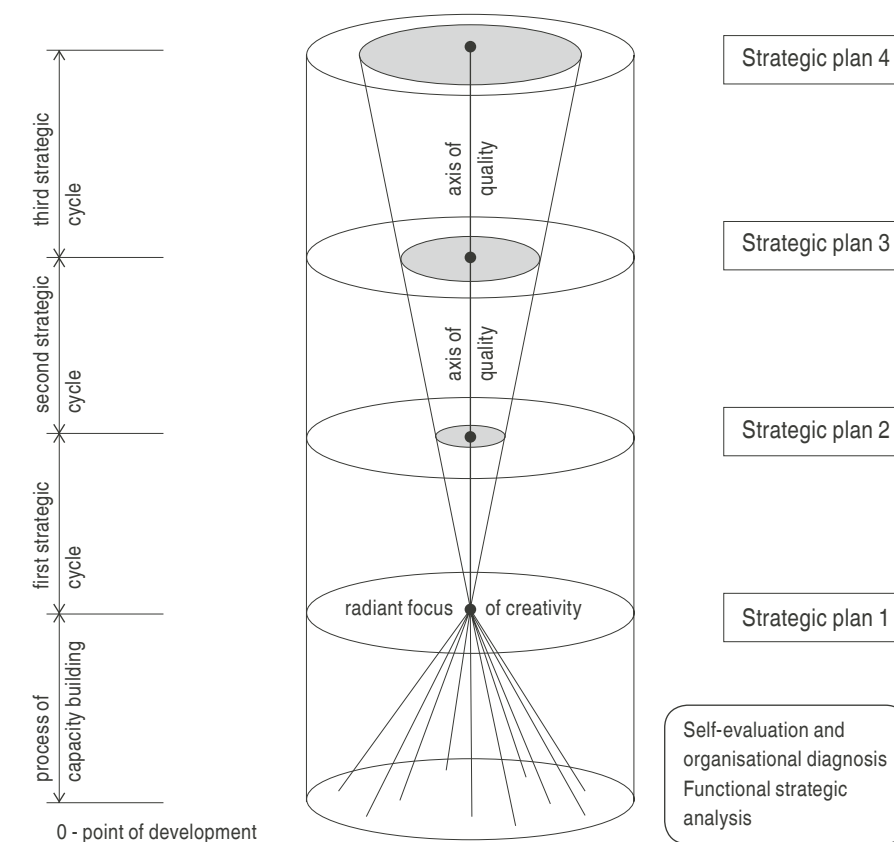 Strategic plan 4
third strategic
cycle
axis of
quality
Strategic plan 3
second strategic
cycle
axis of
quality
Strategic plan 2
first strategic
cycle
radiant focus of creativity
Strategic plan 1
process of
capacity building
Self-evaluation and
organisational diagnosis
Functional strategic
analysis
0 - point of development